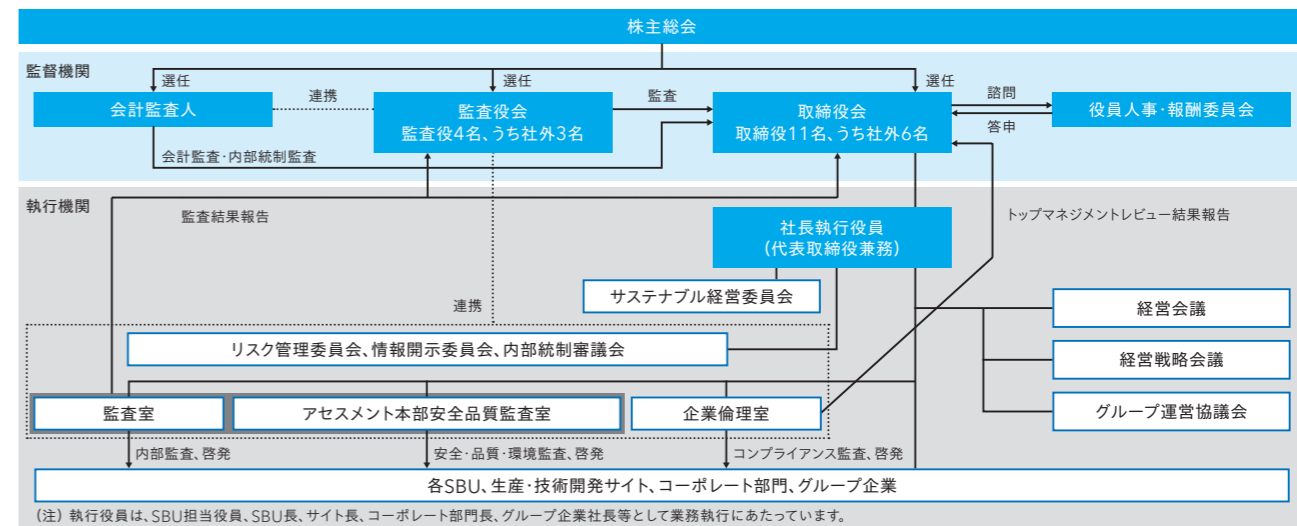 株主総会
監督機関
選任
選任
選任
会計監査人
連携
監査役会
監査役4名、うち社外3名
監査
取締役会
取締役11名、うち社外6名
諮問
答申
役員人事・報酬委員会
会計監査・内部統制監査
執行機関
監査結果報告
トップマネジメントレビュー結果報告
社長執行役員
(代表取締役兼務)
サステナブル経営委員会
連携
経営会議
リスク管理委員会、情報開示委員会、内部統制審議会
経営戦略会議
監査室
アセスメント本部安全品質監査室
企業倫理室
グループ運営協議会
内部監査、啓発
安全・品質・環境監査、啓発
コンプライアンス監査、啓発
各SBU、生産・技術開発サイト、コーポレート部門、グループ企業
(注) 執行役員は、SBU担当役員、SBU長、サイト長、コーポレート部門長、グループ企業社長等として業務執行にあたっています。